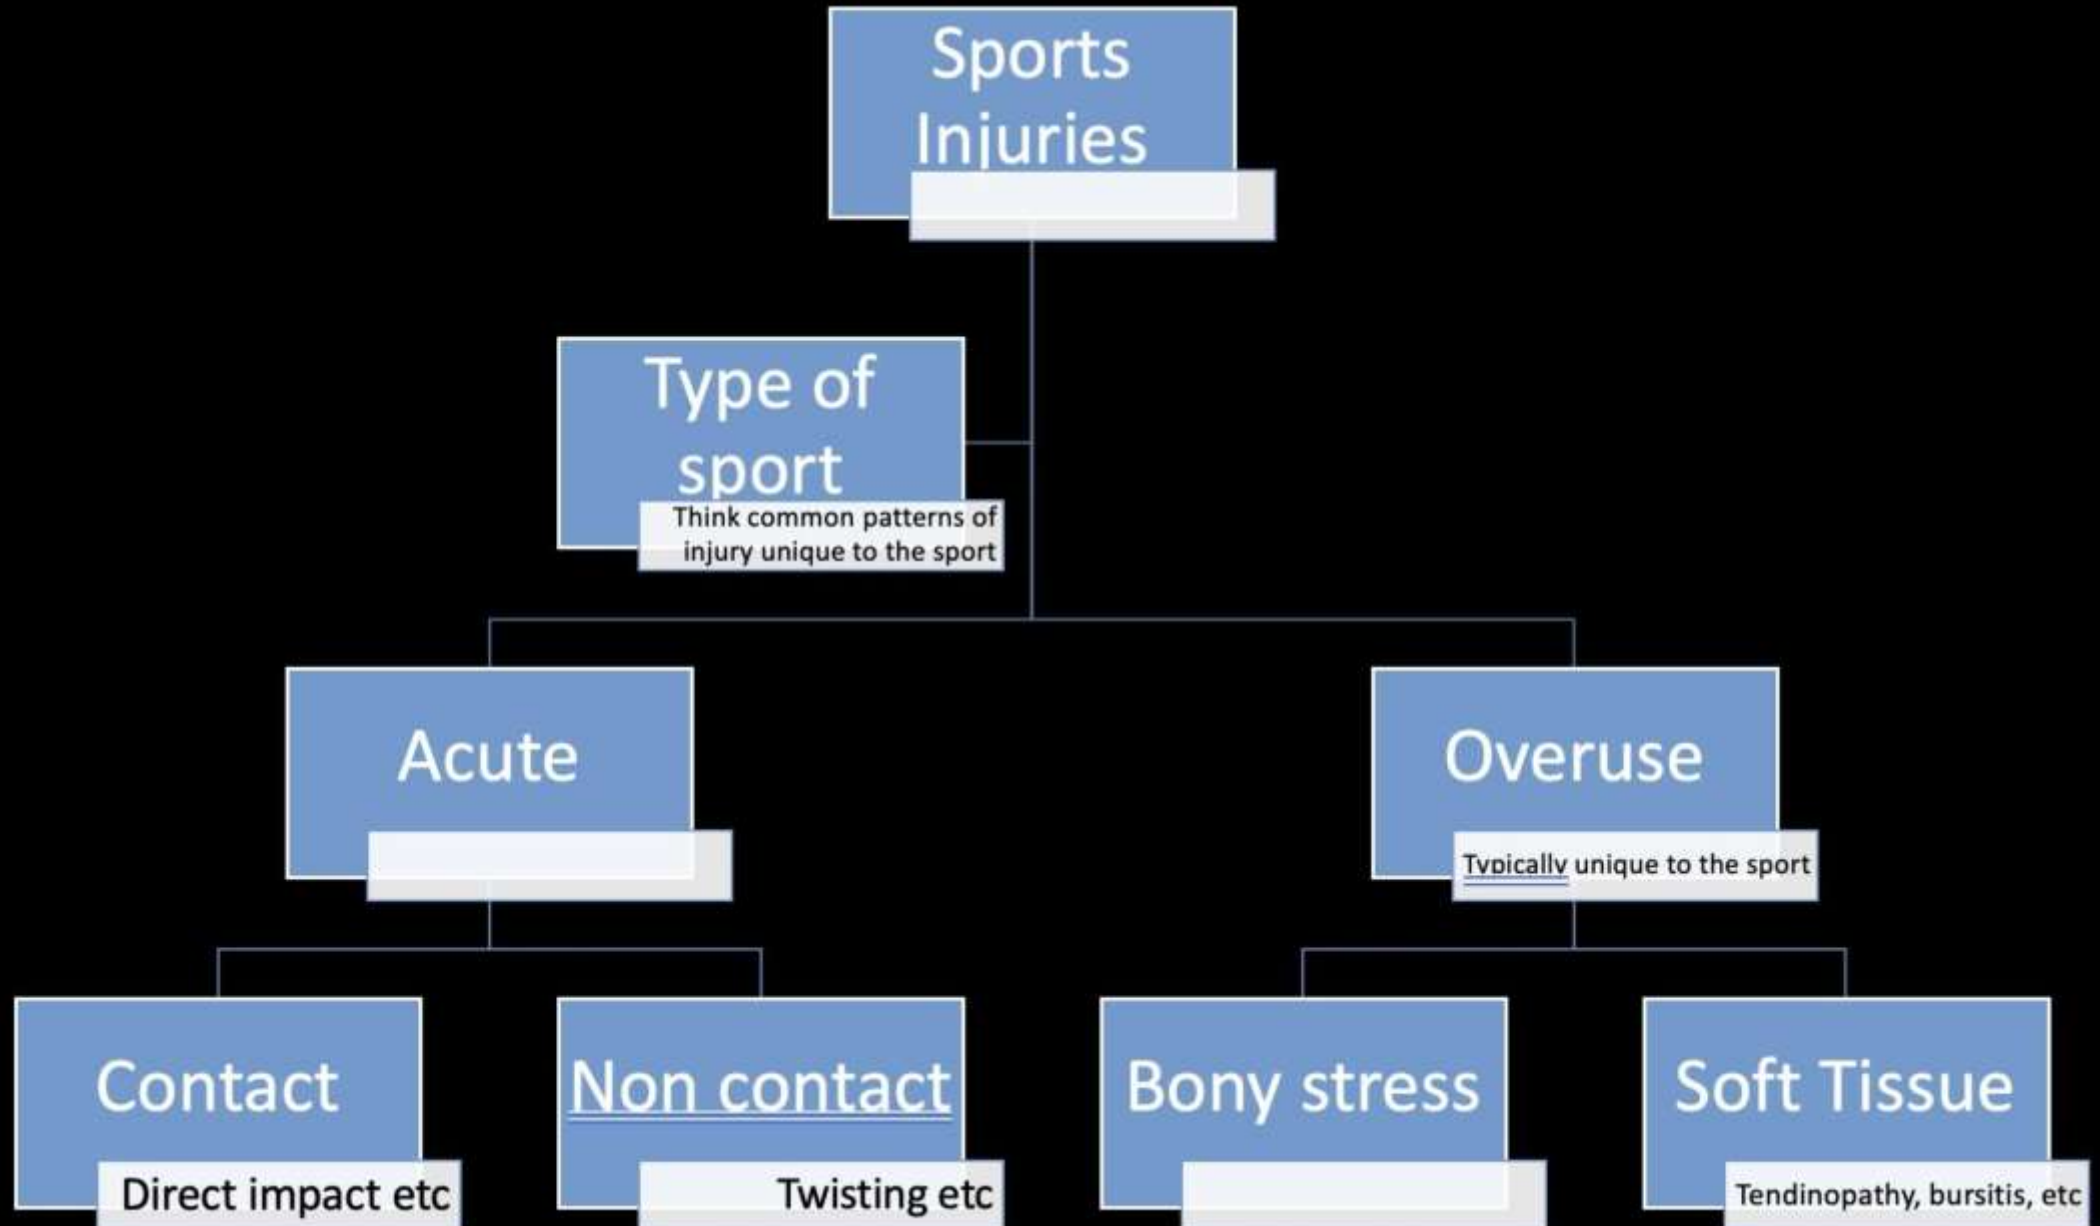 Sports
Injuries
Type of
sport
Think common patterns of
injury unique to the sport
Acute
Overuse
Typically unique to the sport
Contact
Direct impact etc
Non contact
Twisting etc
Bony stress
Soft Tissue
Tendinopathy, bursitis, etc